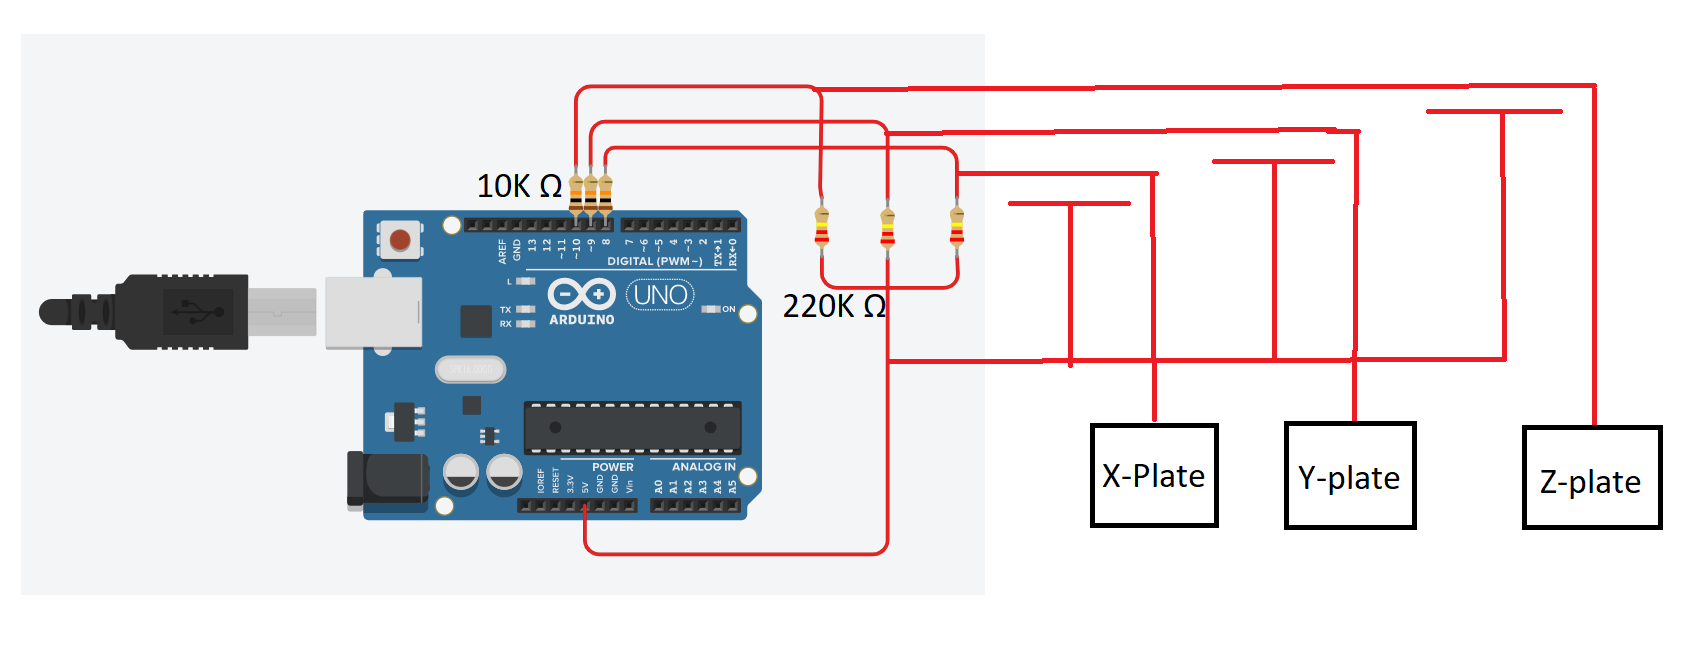 10K Ω
AREF
GND
13
12
~11
~10
~9
8
7
~6
~5
4
~3
2
TX→1
RX←0
DIGITAL (PWM~)
L
TX
RX
UNO
ARDUINO
ON
220K Ω
POWER
ANALOG IN
IOREF
RESET
3.3V
5V
GND
GND
Vin
A0
A1
A2
A3
A4
A5
X-Plate
Y-plate
Z-plate